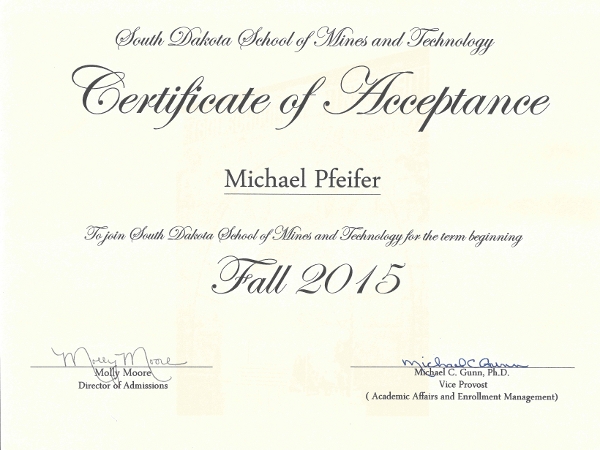 South Dakota School of Mines and Technology
Certificate of Acceptance
Michael Pfeifer
To join South Dakota School of Mines and Technology for the term beginning
Fall 2015
Molly Moore
Michael C Gunn
Molly Moore
Michael C. Gunn, Ph.D.
Director of Admissions
Vice Provost
( Academic Affairs and Enrollment Management)